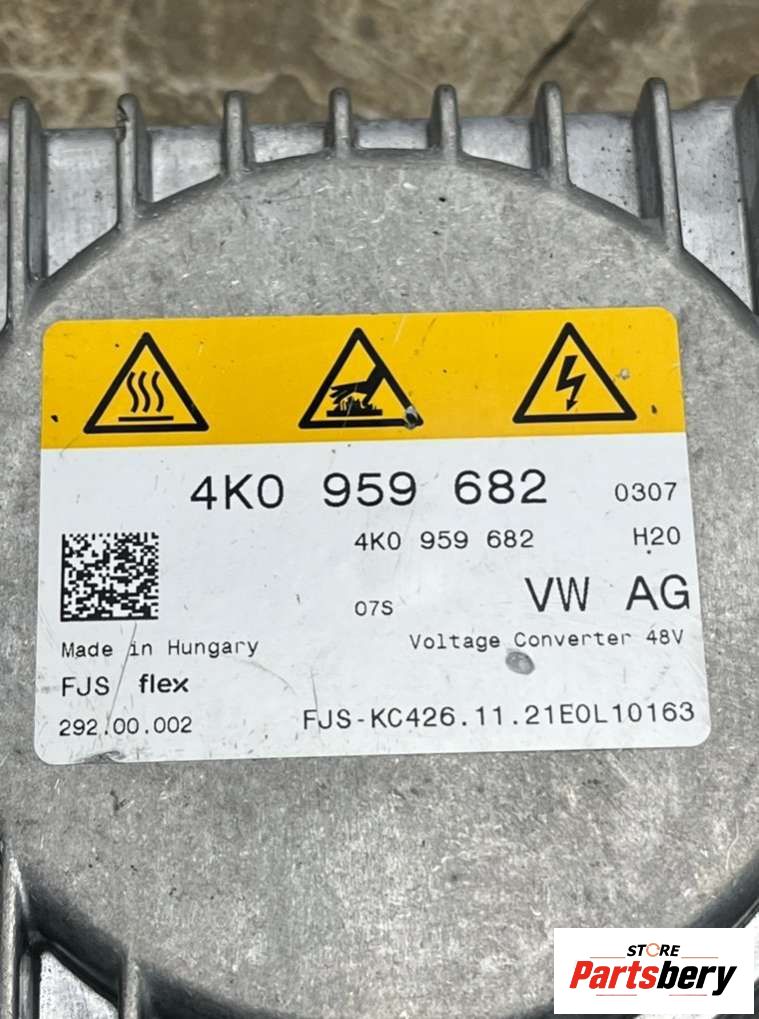 4K0 959 682 0307
4K0 959 682 H20
07S VW AG
Made in Hungary Voltage Converter 48V
FJS flex
292.00.002 FJS-KC426.11.21E0L10163
STORE
Partsbery